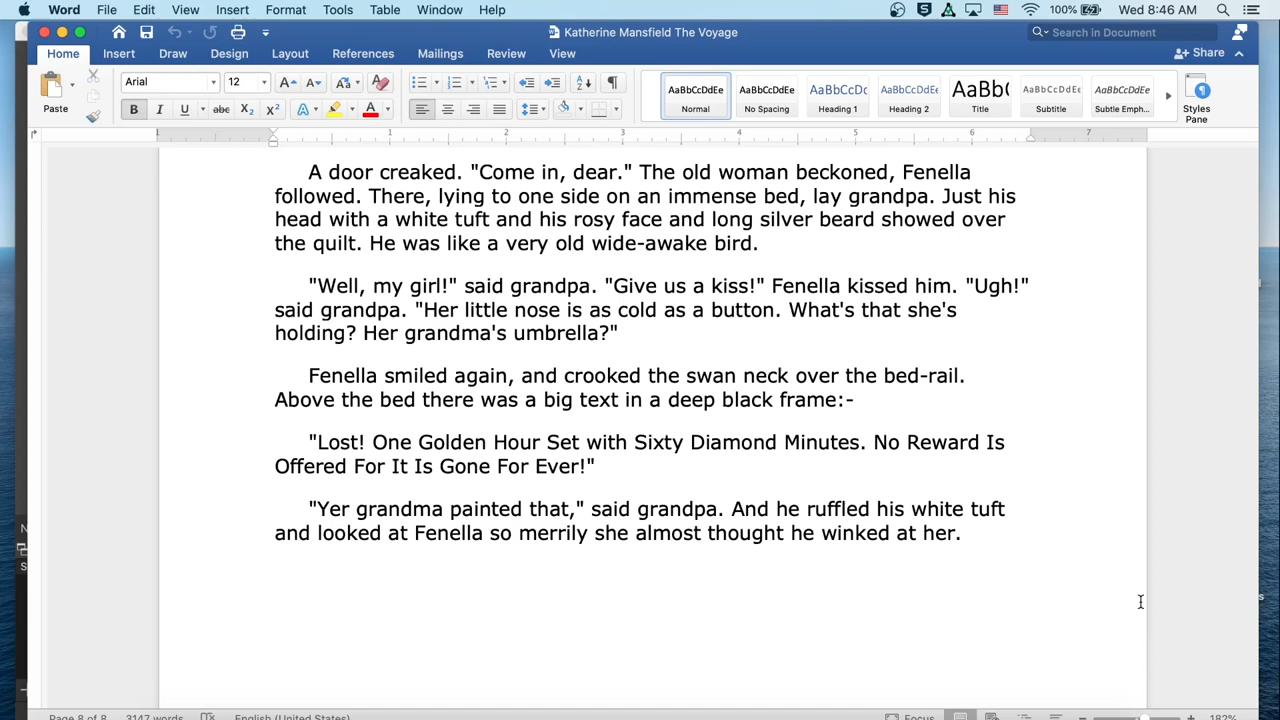 Word File Edit View Insert Format Tools Table Window Help 100% Wed 8:46 AM
Katherine Mansfield The Voyage
Search in Document
Home Insert Draw Design Layout References Mailings Review View
Share
Paste
Arial 12
AaBbCcDdEe AaBbCcDdEe AaBbCcDc AaBbCcDdEe AaBbC AaBbCcDdEe AaBbCcDdEe
Normal No Spacing Heading 1 Heading 2 Title Subtitle Subtle Emph...
Styles
Pane
1 1 2 3 4 5 6 7
A door creaked. "Come in, dear." The old woman beckoned, Fenella
followed. There, lying to one side on an immense bed, lay grandpa. Just his
head with a white tuft and his rosy face and long silver beard showed over
the quilt. He was like a very old wide-awake bird.
"Well, my girl!" said grandpa. "Give us a kiss!" Fenella kissed him. "Ugh!"
said grandpa. "Her little nose is as cold as a button. What's that she's
holding? Her grandma's umbrella?"
Fenella smiled again, and crooked the swan neck over the bed-rail.
Above the bed there was a big text in a deep black frame:-
"Lost! One Golden Hour Set with Sixty Diamond Minutes. No Reward Is
Offered For It Is Gone For Ever!"
"Yer grandma painted that," said grandpa. And he ruffled his white tuft
and looked at Fenella so merrily she almost thought he winked at her.
Page 8 of 8 3147 words English (United States) Focus 182%